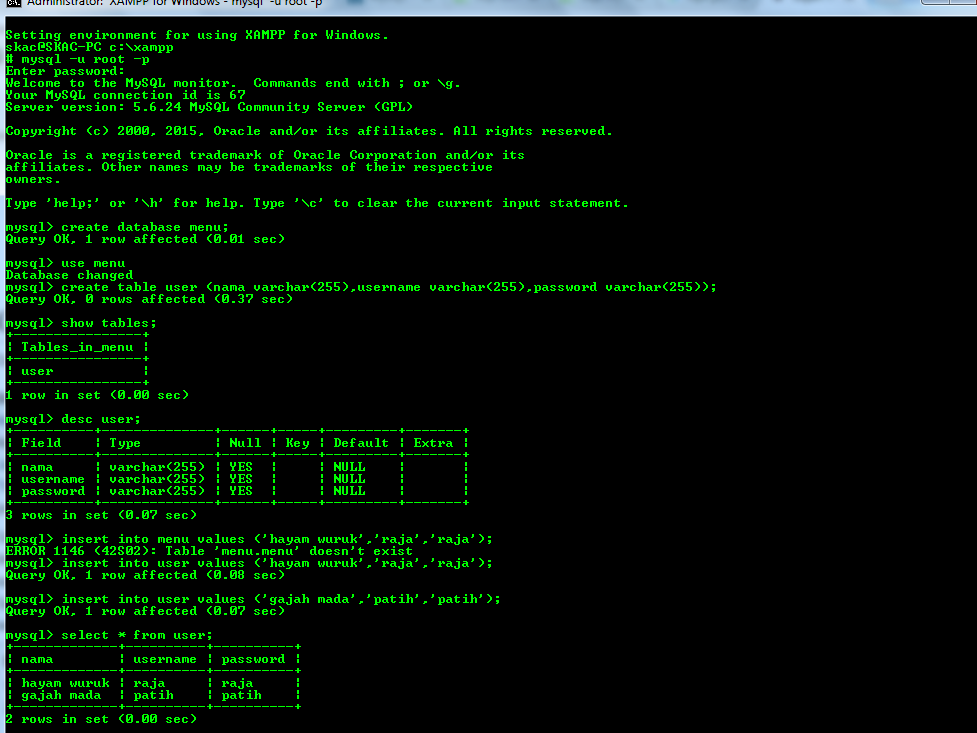 Administrator: XAMPP for Windows - mysql -u root -p
Setting environment for using XAMPP for Windows.
skac@SKAC-PC c:\xampp
# mysql -u root -p
Enter password:
Welcome to the MySQL monitor.  Commands end with ; or \g.
Your MySQL connection id is 67
Server version: 5.6.24 MySQL Community Server (GPL)
Copyright (c) 2000, 2015, Oracle and/or its affiliates. All rights reserved.
Oracle is a registered trademark of Oracle Corporation and/or its
affiliates. Other names may be trademarks of their respective
owners.
Type 'help;' or '\h' for help. Type '\c' to clear the current input statement.
mysql> create database menu;
Query OK, 1 row affected (0.01 sec)
mysql> use menu
Database changed
mysql> create table user (nama varchar(255),username varchar(255),password varchar(255));
Query OK, 0 rows affected (0.37 sec)
mysql> show tables;
+----------------+
| Tables_in_menu |
+----------------+
| user           |
+----------------+
1 row in set (0.00 sec)
mysql> desc user;
+----------+--------------+------+-----+---------+-------+
| Field    | Type         | Null | Key | Default | Extra |
+----------+--------------+------+-----+---------+-------+
| nama     | varchar(255) | YES  |     | NULL    |       |
| username | varchar(255) | YES  |     | NULL    |       |
| password | varchar(255) | YES  |     | NULL    |       |
+----------+--------------+------+-----+---------+-------+
3 rows in set (0.07 sec)
mysql> insert into menu values ('hayam wuruk','raja','raja');
ERROR 1146 (42S02): Table 'menu.menu' doesn't exist
mysql> insert into user values ('hayam wuruk','raja','raja');
Query OK, 1 row affected (0.08 sec)
mysql> insert into user values ('gajah mada','patih','patih');
Query OK, 1 row affected (0.07 sec)
mysql> select * from user;
+-------------+----------+----------+
| nama        | username | password |
+-------------+----------+----------+
| hayam wuruk | raja     | raja     |
| gajah mada  | patih    | patih    |
+-------------+----------+----------+
2 rows in set (0.00 sec)